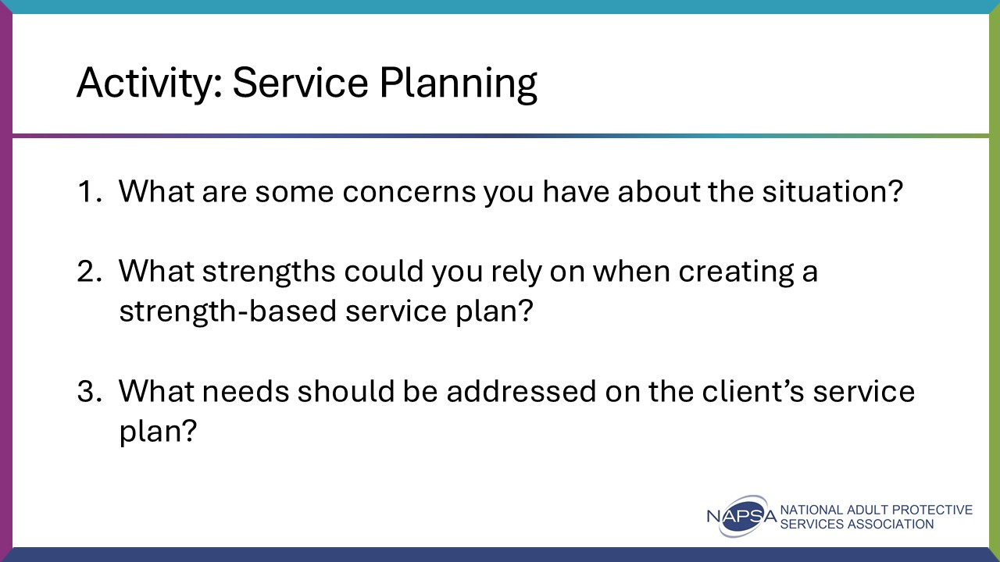 Activity: Service Planning
1. What are some concerns you have about the situation?
2. What strengths could you rely on when creating a
strength-based service plan?
3. What needs should be addressed on the client’s service
plan?
NAPSA
NATIONAL ADULT PROTECTIVE
SERVICES ASSOCIATION